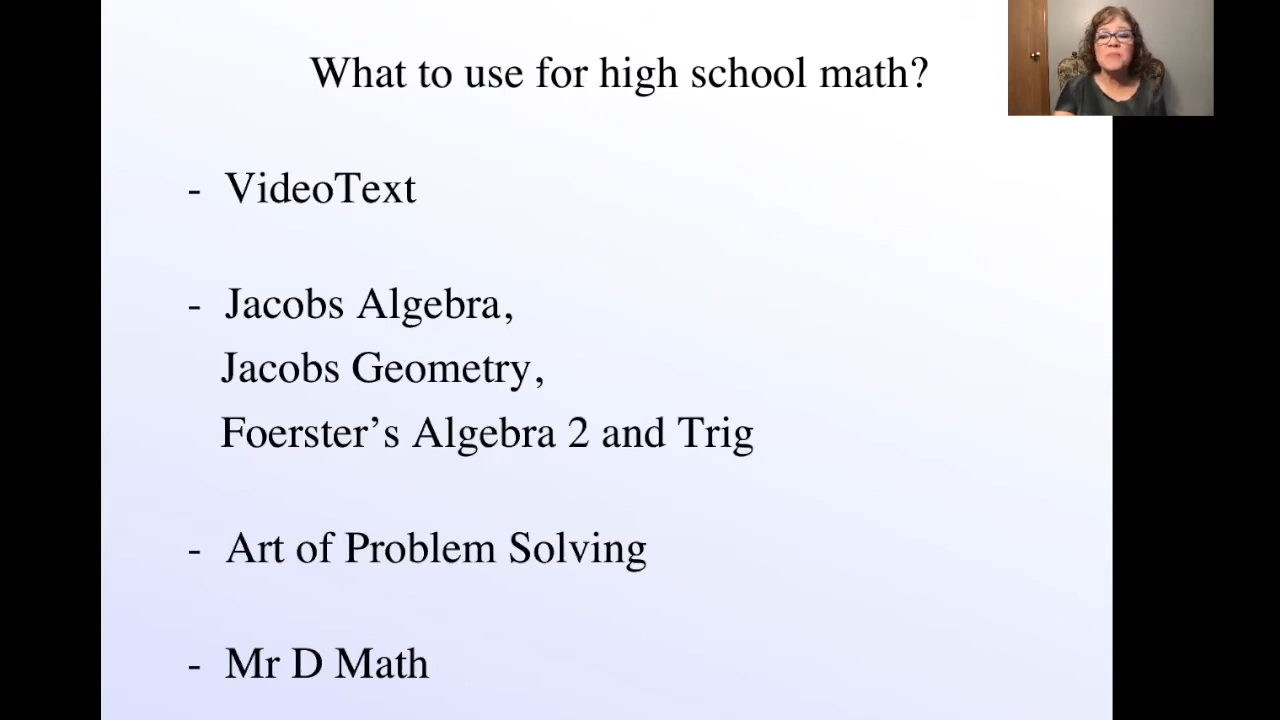 What to use for high school math?
- VideoText
- Jacobs Algebra,
Jacobs Geometry,
Foerster’s Algebra 2 and Trig
- Art of Problem Solving
- Mr D Math